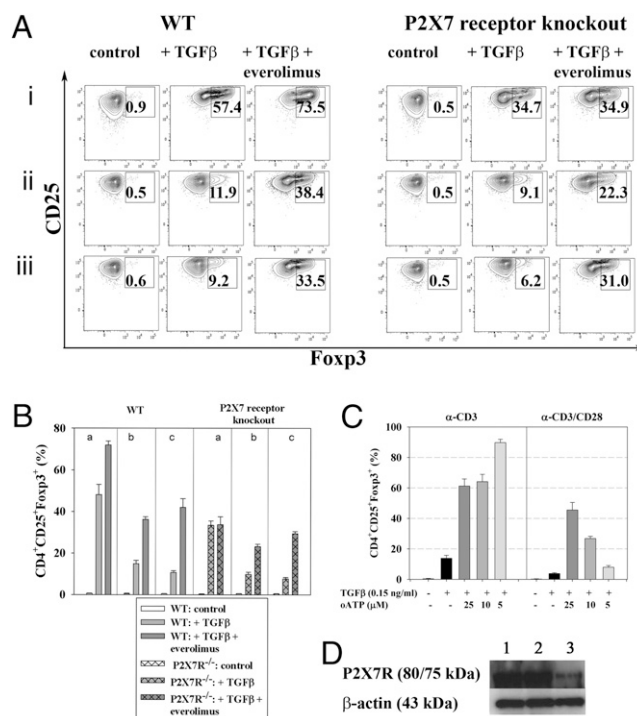 A
WT
P2X7 receptor knockout
control
+ TGFβ
+ TGFβ + everolimus
control
+ TGFβ
+ TGFβ + everolimus
i
0.9
57.4
73.5
0.5
34.7
34.9
ii
0.5
11.9
38.4
0.5
9.1
22.3
iii
0.6
9.2
33.5
0.5
6.2
31.0
CD25
Foxp3
B
WT
P2X7 receptor
knockout
a
b
c
a
b
c
CD4+CD25+Foxp3+ (%)
80
60
40
20
0
WT: control
WT: + TGFβ
WT: + TGFβ +
everolimus
P2X7R-/-: control
P2X7R-/-: + TGFβ
P2X7R-/-: + TGFβ +
everolimus
C
α-CD3
α-CD3/CD28
CD4+CD25+Foxp3+ (%)
100
80
60
40
20
0
TGFβ (0.15 ng/ml) - + + + + - + + + +
oATP (μM) - - 25 10 5 - - 25 10 5
D
1 2 3
P2X7R (80/75 kDa)
β-actin (43 kDa)